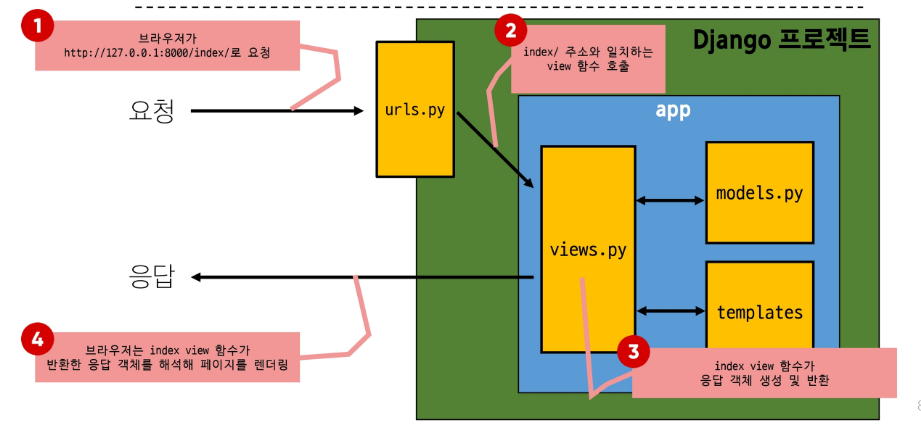 1
브라우저가
http://127.0.0.1:8000/index/로 요청
2
index/ 주소와 일치하는
view 함수 호출
Django 프로젝트
요청
urls.py
app
models.py
views.py
응답
templates
4
브라우저는 index view 함수가
반환한 응답 객체를 해석해 페이지를 렌더링
3
index view 함수가
응답 객체 생성 및 반환